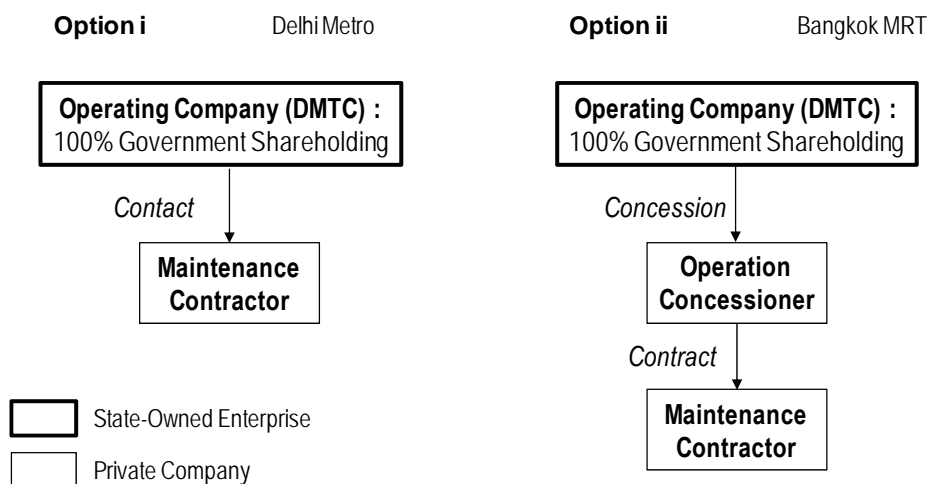 Option i
Delhi Metro
Operating Company (DMTC) :
100% Government Shareholding
Contact
Maintenance
Contractor
Option ii
Bangkok MRT
Operating Company (DMTC) :
100% Government Shareholding
Concession
Operation
Concessioner
Contract
Maintenance
Contractor
State-Owned Enterprise
Private Company